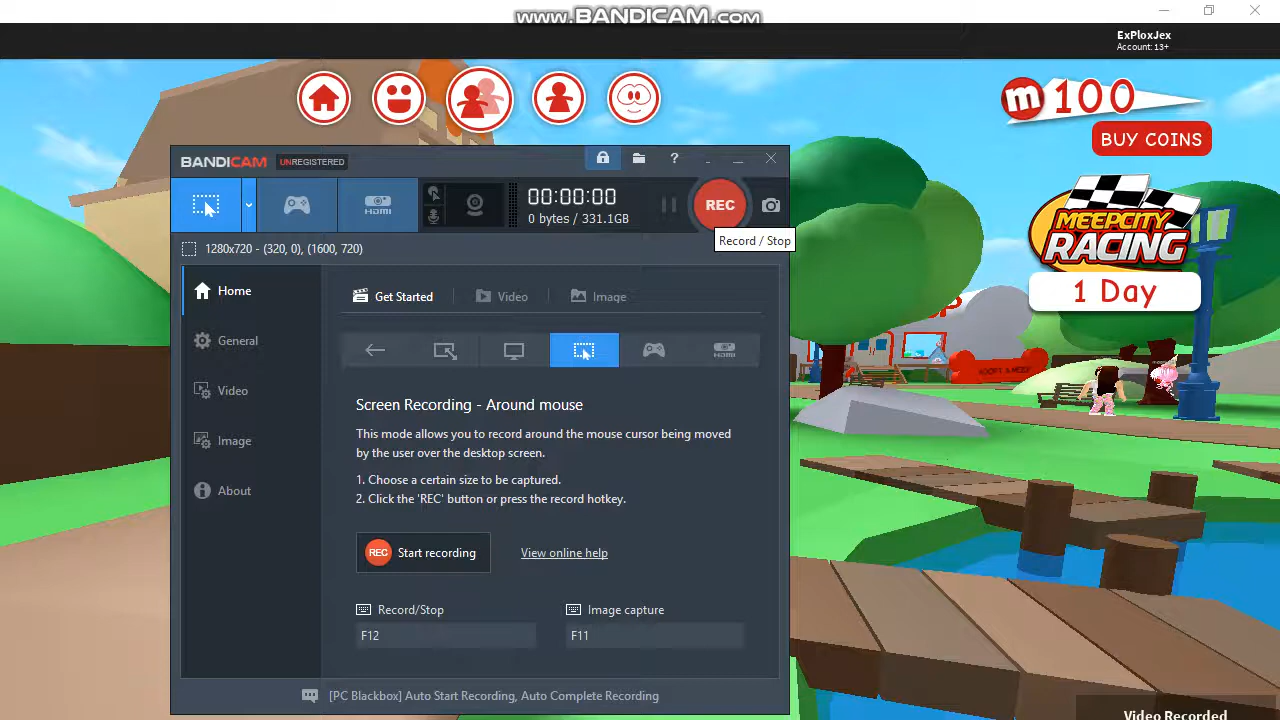 www.BANDICAM.com
ExPloxJex
Account: 13+
m100
BUY COINS
MEEPCITY
RACING
1 Day
BANDICAM UNREGISTERED
?
HDMI
00:00:00
0 bytes / 331.1GB
REC
Record / Stop
1280x720 - (320, 0), (1600, 720)
Home
General
Video
Image
About
Get Started
Video
Image
HDMI
Screen Recording - Around mouse
This mode allows you to record around the mouse cursor being moved
by the user over the desktop screen.
1. Choose a certain size to be captured.
2. Click the 'REC' button or press the record hotkey.
REC Start recording
View online help
Record/Stop
F12
Image capture
F11
[PC Blackbox] Auto Start Recording, Auto Complete Recording
Video Recorded